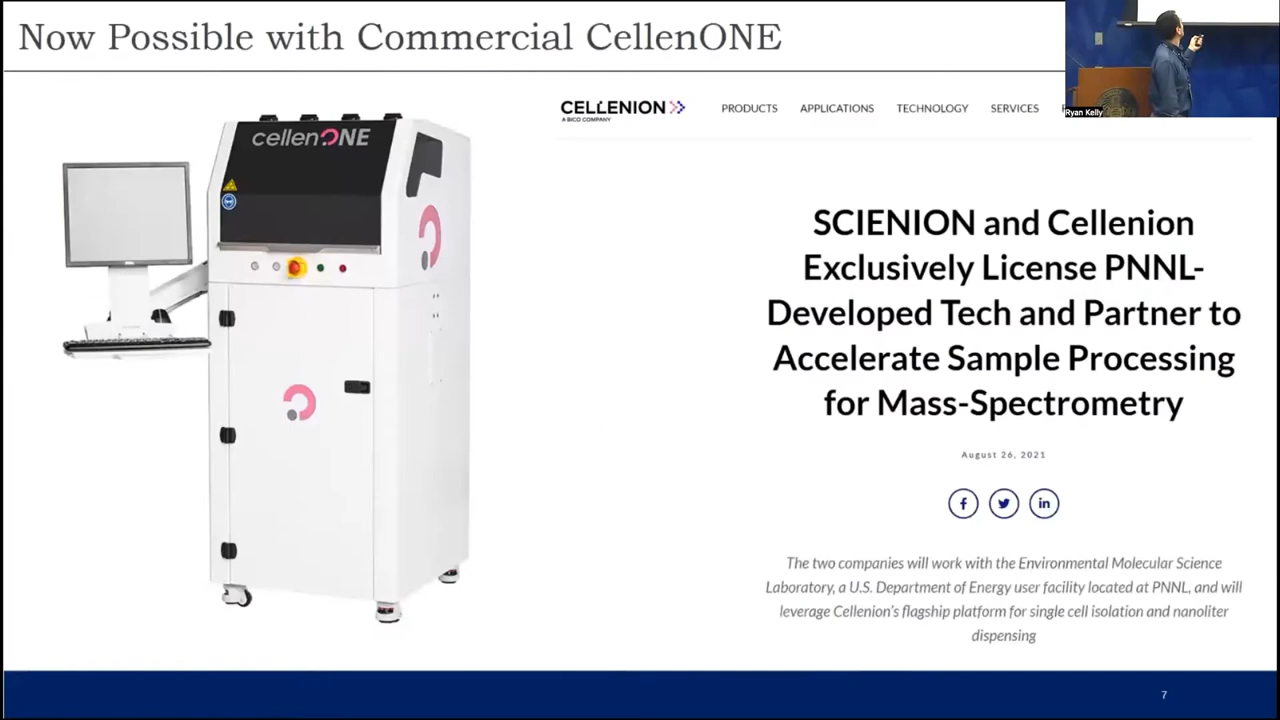 Now Possible with Commercial CellenONE
Ryan Kelly
cellenONE
CELLENION
A BICO COMPANY
PRODUCTS APPLICATIONS TECHNOLOGY SERVICES
SCIENION and Cellenion
Exclusively License PNNL-
Developed Tech and Partner to
Accelerate Sample Processing
for Mass-Spectrometry
August 26, 2021
f
in
The two companies will work with the Environmental Molecular Science
Laboratory, a U.S. Department of Energy user facility located at PNNL, and will
leverage Cellenion's flagship platform for single cell isolation and nanoliter
dispensing
7